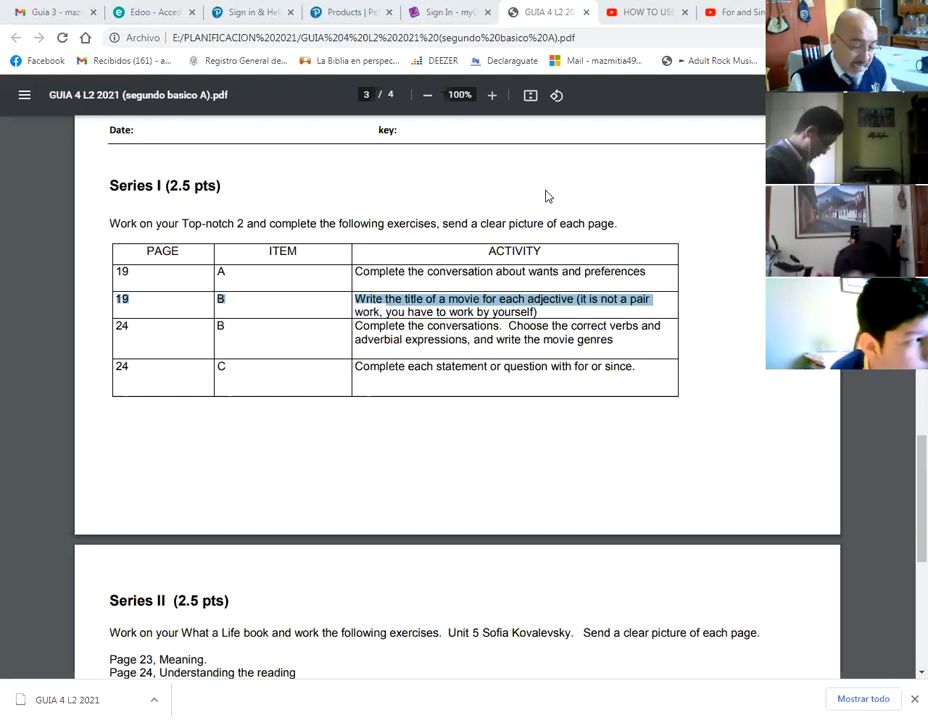 Guia 3 - maz
Edoo - Acced
Sign in & He
Products | Pe
Sign In - myC
GUIA 4 L2 20
HOW TO USE
For and Sin
Archivo
E:/PLANIFICACION%202021/GUIA%204%20L2%202021%20(segundo%20basico%20A).pdf
Facebook
Recibidos (161) - a...
Registro General de...
La Biblia en perspec...
DEEZER
Declaraguate
Mail - mazmitia49...
► Adult Rock Musi...
GUIA 4 L2 2021 (segundo basico A).pdf
3 / 4
100%
Date: key:
Series I (2.5 pts)
Work on your Top-notch 2 and complete the following exercises, send a clear picture of each page.
PAGE ITEM ACTIVITY
19 A Complete the conversation about wants and preferences
19 B Write the title of a movie for each adjective (it is not a pair
work, you have to work by yourself)
24 B Complete the conversations. Choose the correct verbs and
adverbial expressions, and write the movie genres
24 C Complete each statement or question with for or since.
Series II (2.5 pts)
Work on your What a Life book and work the following exercises. Unit 5 Sofia Kovalevsky. Send a clear picture of each page.
Page 23, Meaning.
Page 24, Understanding the reading
GUIA 4 L2 2021
Mostrar todo